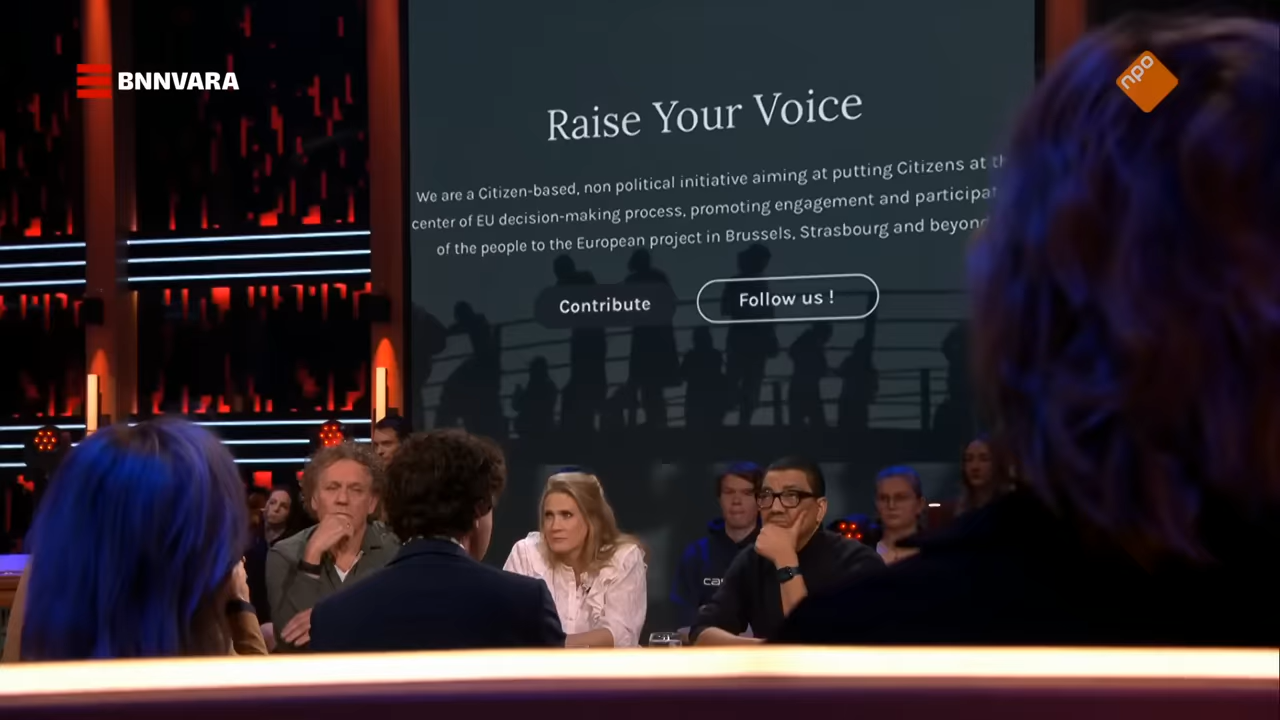 BNNVARA
npo
Raise Your Voice
We are a Citizen-based, non political initiative aiming at putting Citizens at th
center of EU decision-making process, promoting engagement and participat
of the people to the European project in Brussels, Strasbourg and beyond
Contribute
Follow us !